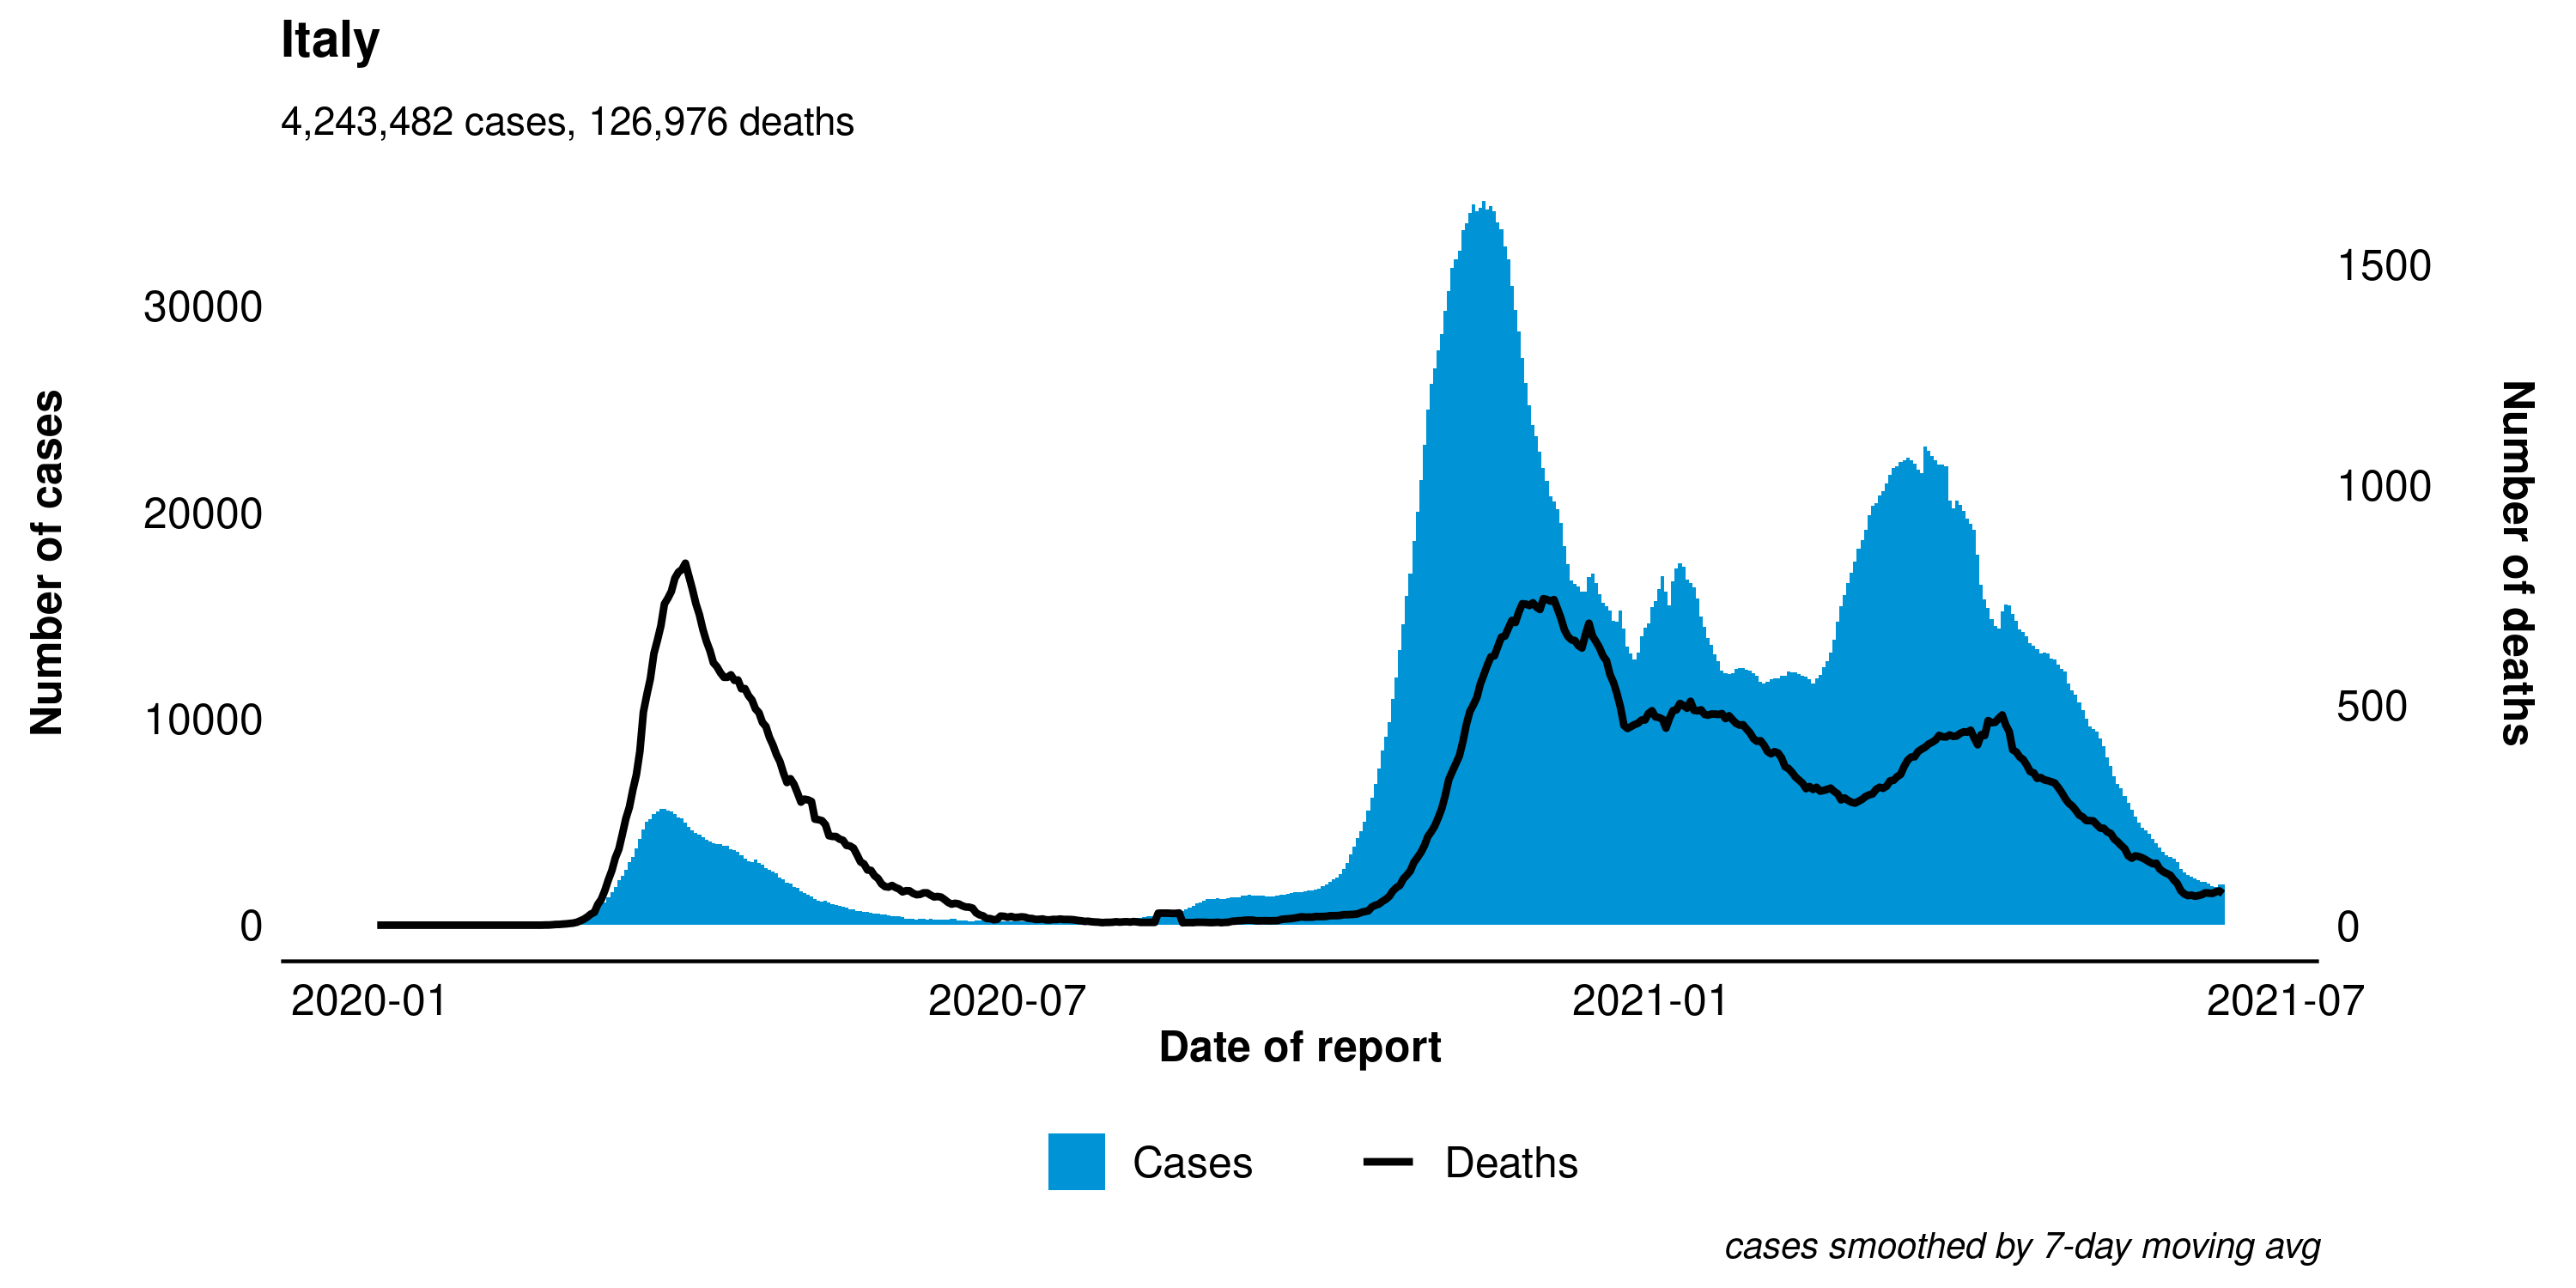 Italy
4,243,482 cases, 126,976 deaths
Number of cases
30000
20000
10000
0
1500
1000
500
0
Number of deaths
2020-01
2020-07
2021-01
2021-07
Date of report
Cases
Deaths
cases smoothed by 7-day moving avg